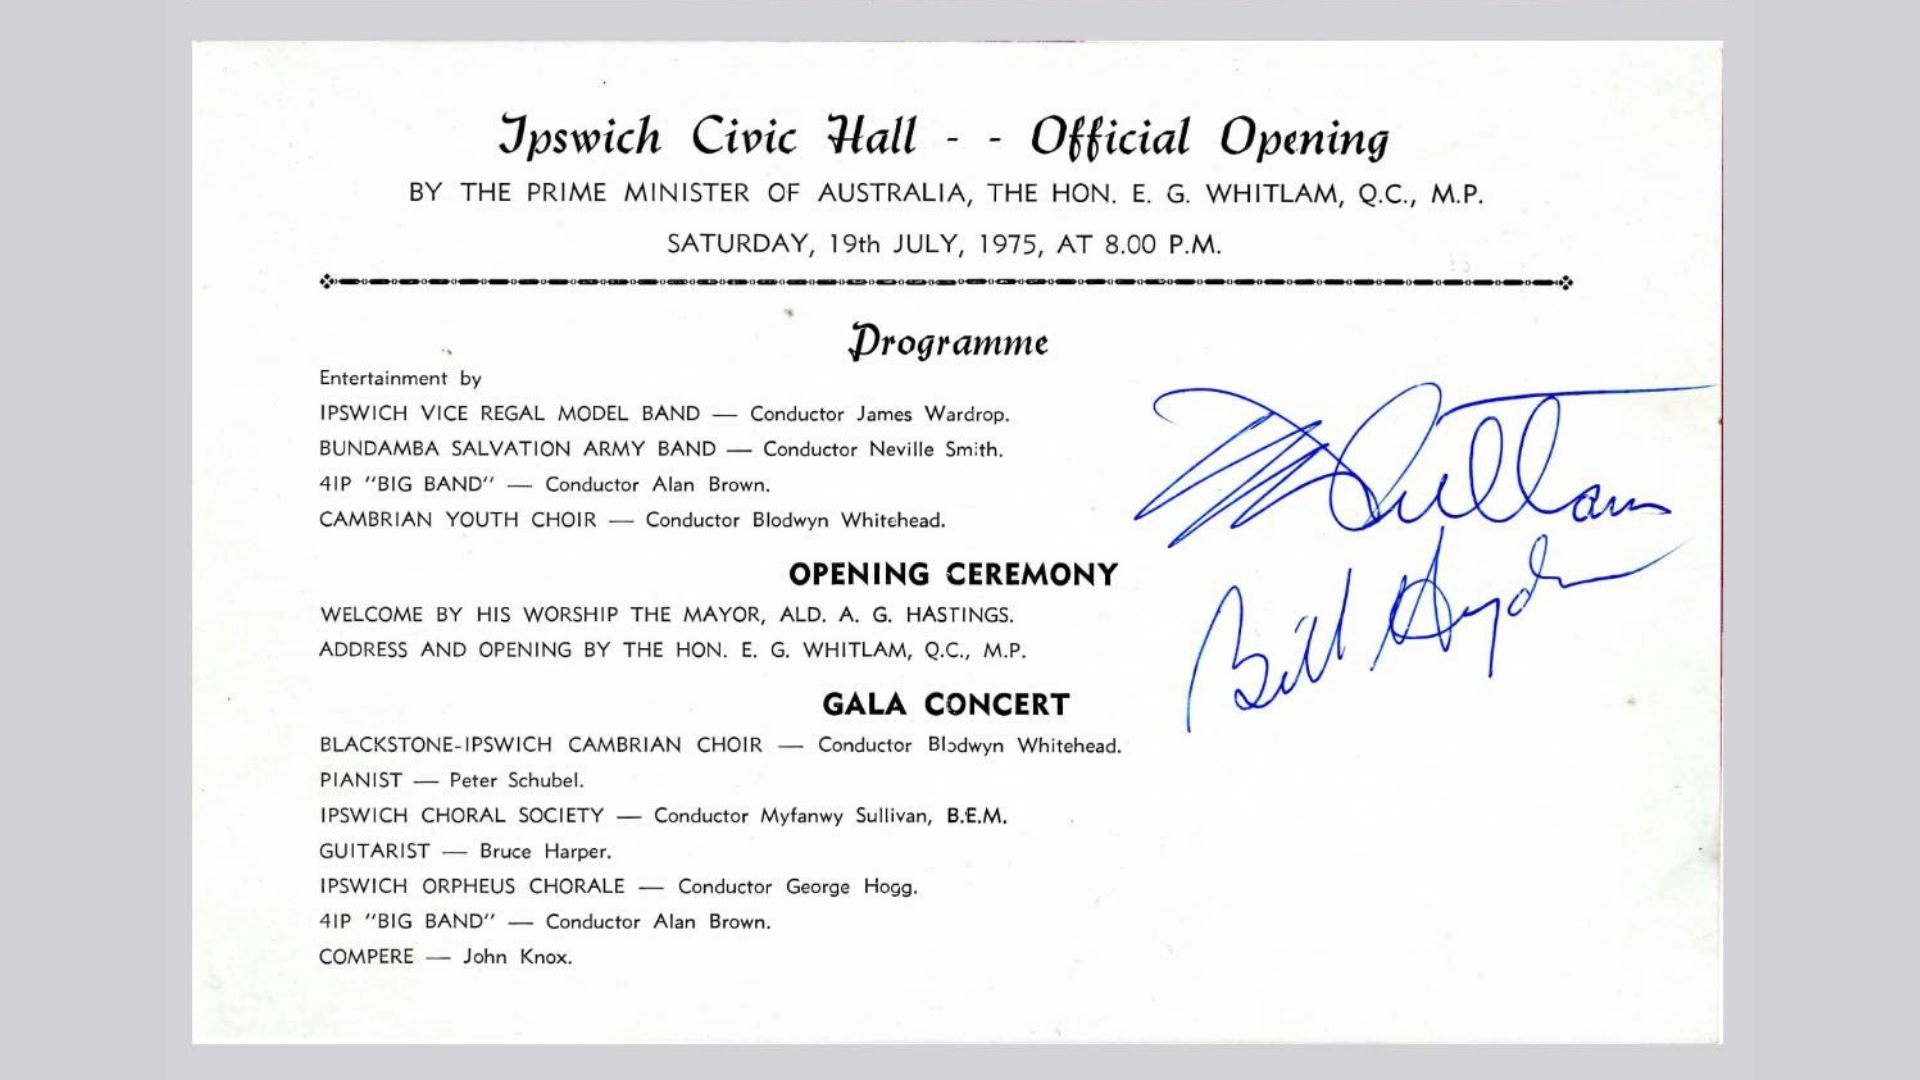 Ipswich Civic Hall - - Official Opening
BY THE PRIME MINISTER OF AUSTRALIA, THE HON. E. G. WHITLAM, Q.C., M.P.
SATURDAY, 19th JULY, 1975, AT 8.00 P.M.
Programme
Entertainment by
IPSWICH VICE REGAL MODEL BAND — Conductor James Wardrop.
BUNDAMBA SALVATION ARMY BAND — Conductor Neville Smith.
4IP "BIG BAND" — Conductor Alan Brown.
CAMBRIAN YOUTH CHOIR — Conductor Blodwyn Whitehead.
Whitlam
Bill Hayden
OPENING CEREMONY
WELCOME BY HIS WORSHIP THE MAYOR, ALD. A. G. HASTINGS.
ADDRESS AND OPENING BY THE HON. E. G. WHITLAM, Q.C., M.P.
GALA CONCERT
BLACKSTONE-IPSWICH CAMBRIAN CHOIR — Conductor Blodwyn Whitehead.
PIANIST — Peter Schubel.
IPSWICH CHORAL SOCIETY — Conductor Myfanwy Sullivan, B.E.M.
GUITARIST — Bruce Harper.
IPSWICH ORPHEUS CHORALE — Conductor George Hogg.
4IP "BIG BAND" — Conductor Alan Brown.
COMPERE — John Knox.